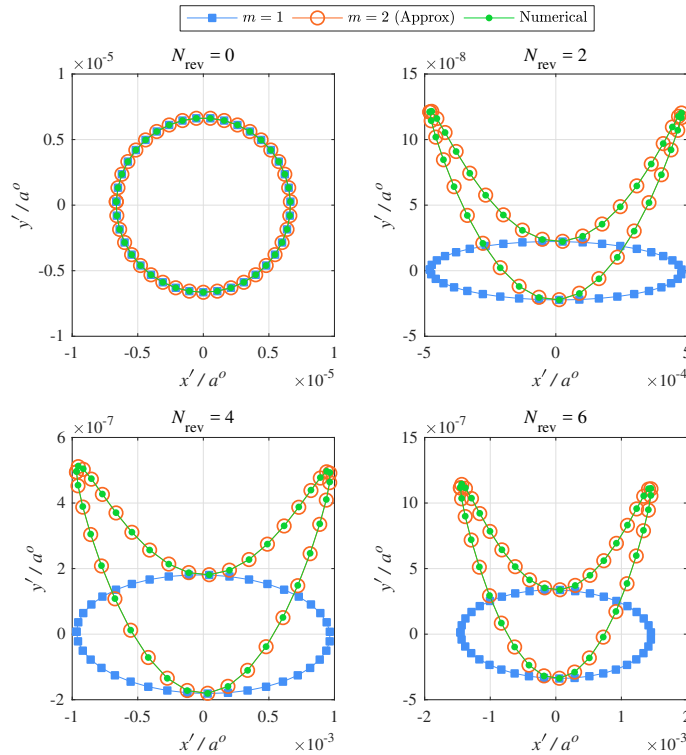 m = 1 m = 2 (Approx) Numerical
×10⁻⁵ N_rev = 0
1
0.5
0
-0.5
-1
y′/a^o
-1 -0.5 0 0.5 1
x′/a^o ×10⁻⁵
×10⁻⁸ N_rev = 2
15
10
5
0
-5
y′/a^o
-5 0 5
x′/a^o ×10⁻⁴
×10⁻⁷ N_rev = 4
6
4
2
0
-2
y′/a^o
-1 -0.5 0 0.5 1
x′/a^o ×10⁻³
×10⁻⁷ N_rev = 6
15
10
5
0
-5
y′/a^o
-2 -1 0 1 2
x′/a^o ×10⁻³